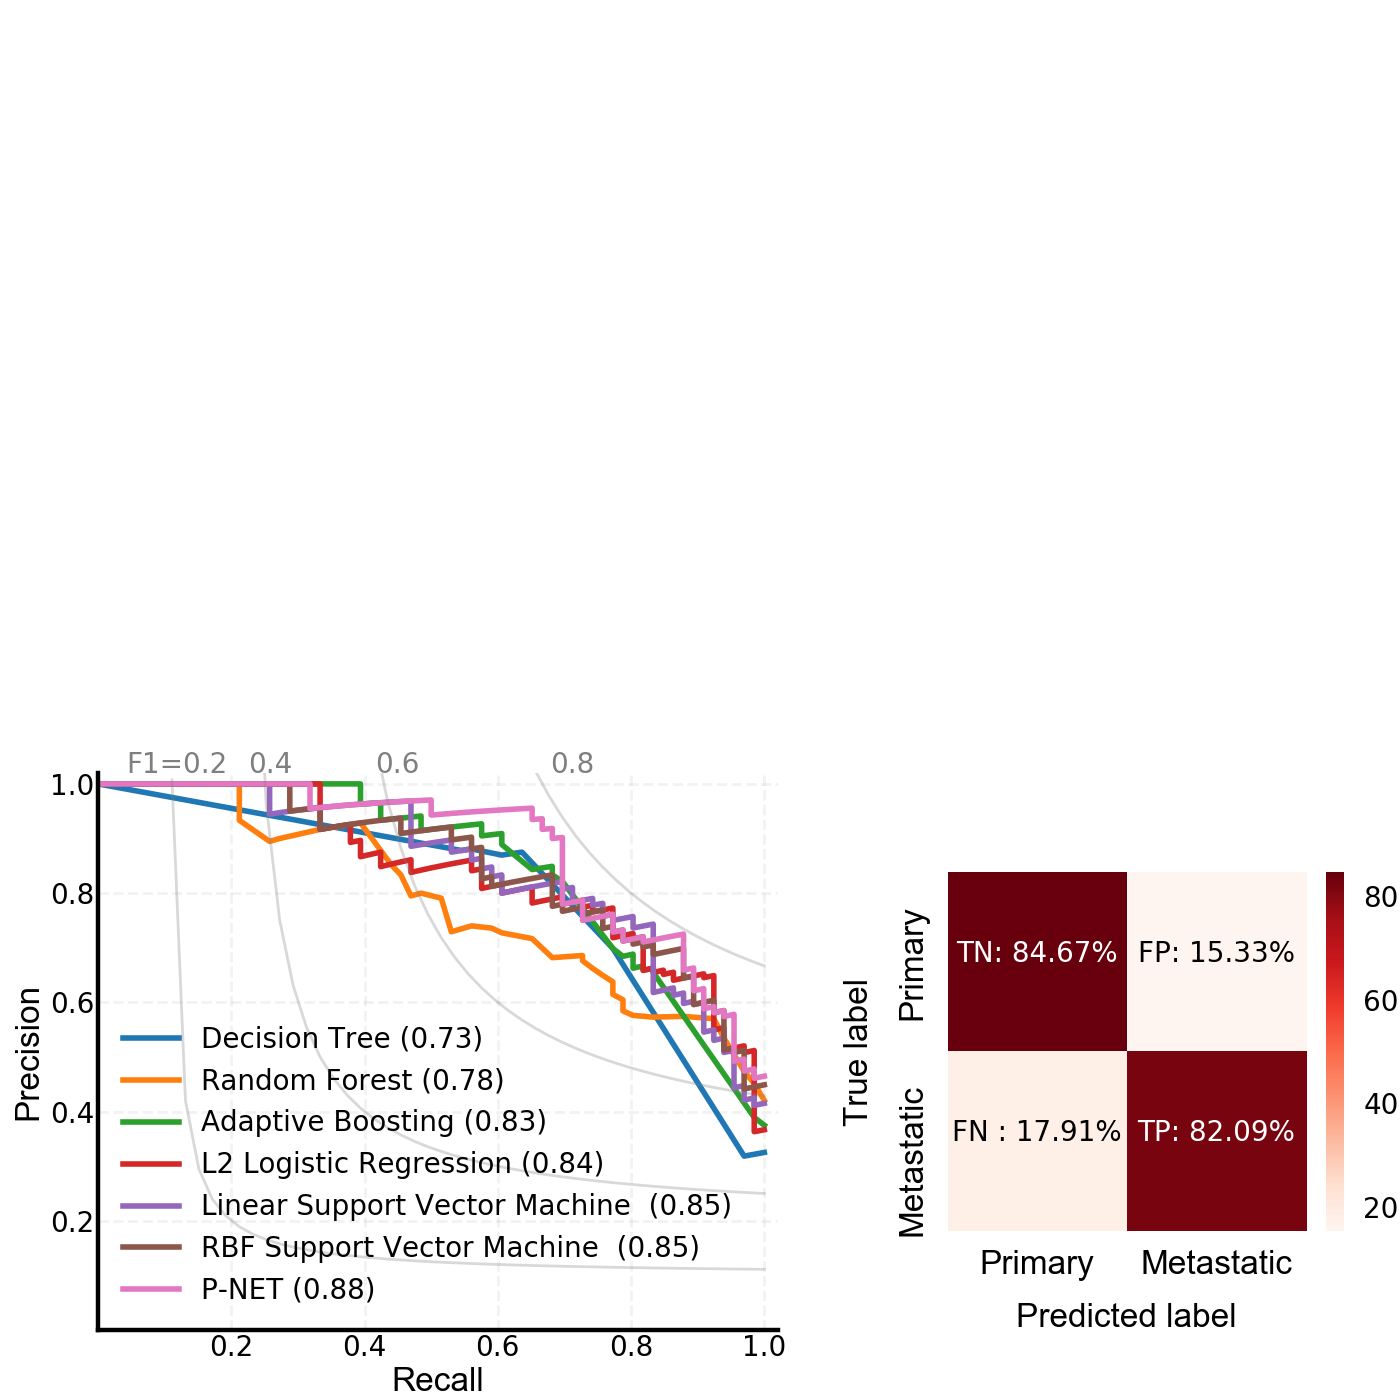 F1=0.2 0.4 0.6 0.8
1.0
0.8
0.6
0.4
0.2
Precision
Decision Tree (0.73)
Random Forest (0.78)
Adaptive Boosting (0.83)
L2 Logistic Regression (0.84)
Linear Support Vector Machine (0.85)
RBF Support Vector Machine (0.85)
P-NET (0.88)
0.2 0.4 0.6 0.8 1.0
Recall
True label
Primary
Metastatic
TN: 84.67% FP: 15.33%
FN : 17.91% TP: 82.09%
Primary Metastatic
Predicted label
80
60
40
20